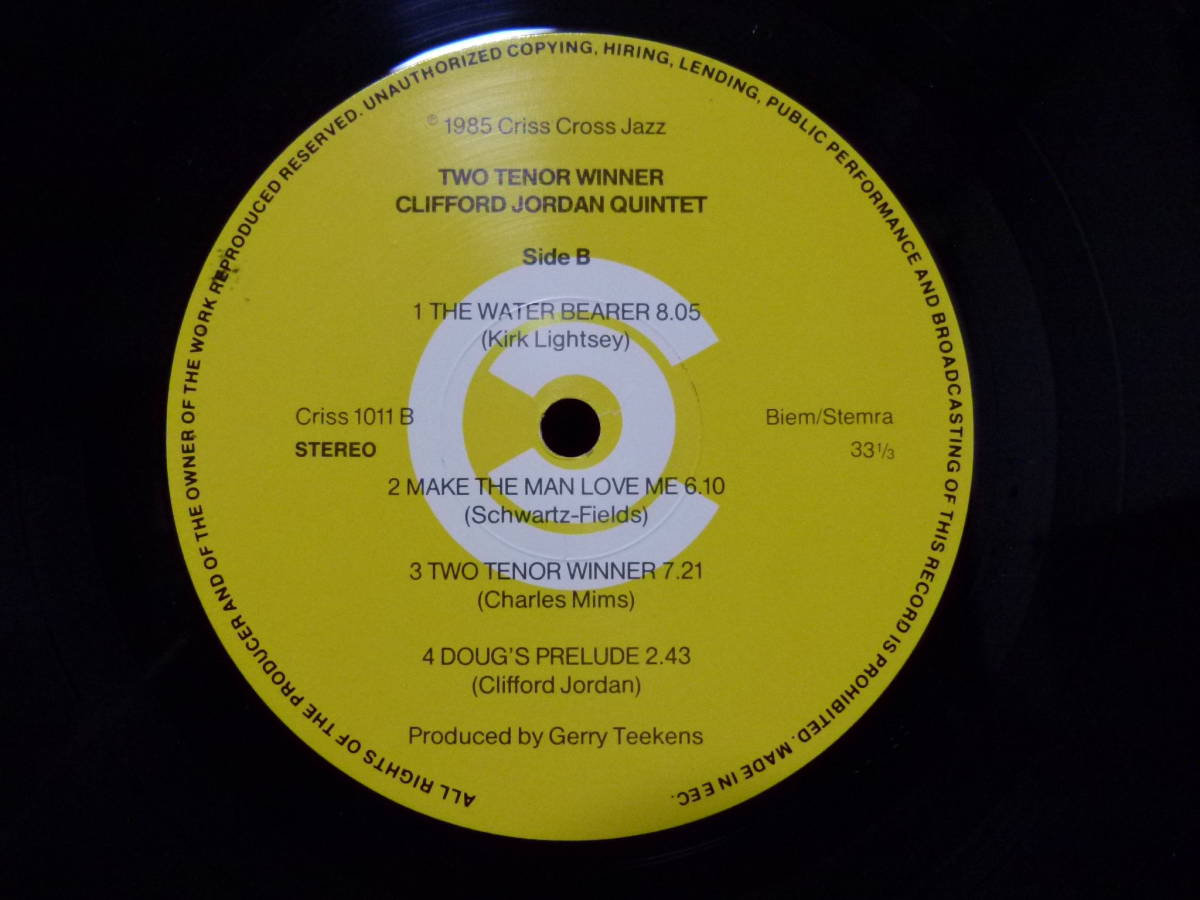 ALL RIGHTS OF THE PRODUCER AND OF THE OWNER OF THE WORK REPRODUCED RESERVED. UNAUTHORIZED COPYING, HIRING, LENDING, PUBLIC PERFORMANCE AND BROADCASTING OF THIS RECORD IS PROHIBITED. MADE IN EEC.
℗ 1985 Criss Cross Jazz
TWO TENOR WINNER
CLIFFORD JORDAN QUINTET
Side B
1 THE WATER BEARER 8.05
(Kirk Lightsey)
Criss 1011 B
STEREO
Biem/Stemra
33 1/3
2 MAKE THE MAN LOVE ME 6.10
(Schwartz-Fields)
3 TWO TENOR WINNER 7.21
(Charles Mims)
4 DOUG'S PRELUDE 2.43
(Clifford Jordan)
Produced by Gerry Teekens